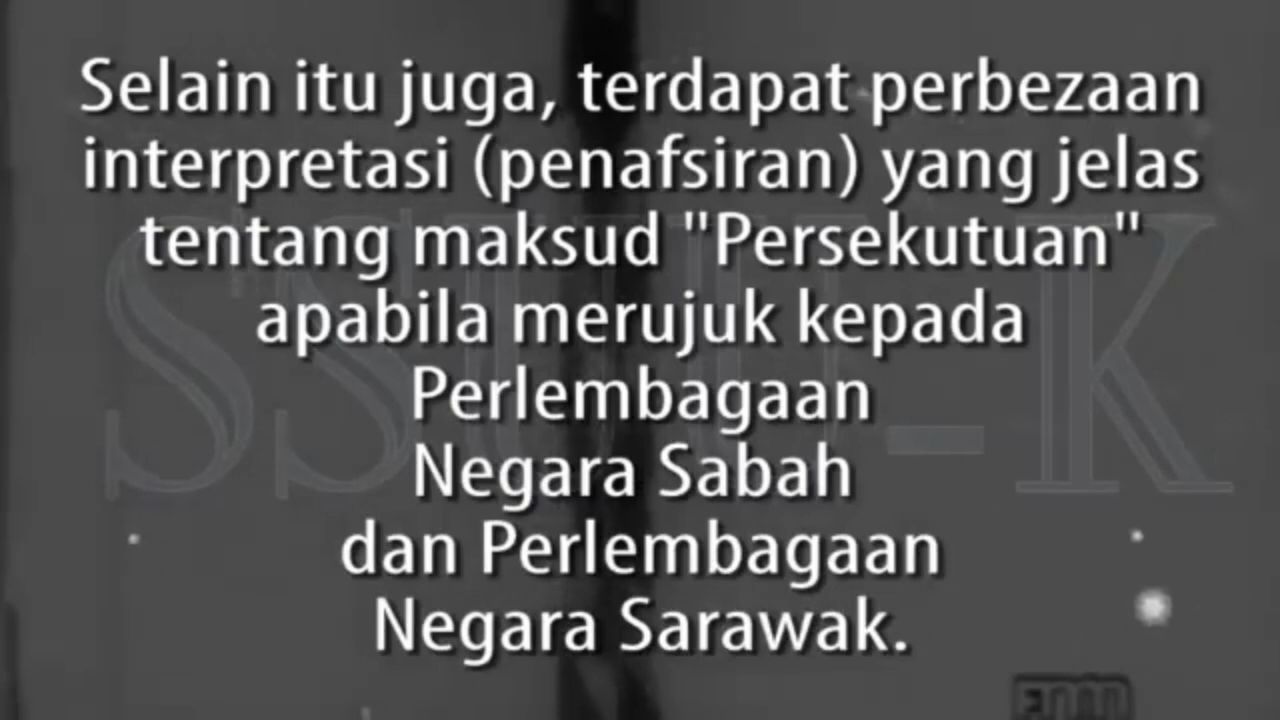 Selain itu juga, terdapat perbezaan
interpretasi (penafsiran) yang jelas
tentang maksud "Persekutuan"
apabila merujuk kepada
Perlembagaan
Negara Sabah
dan Perlembagaan
Negara Sarawak.